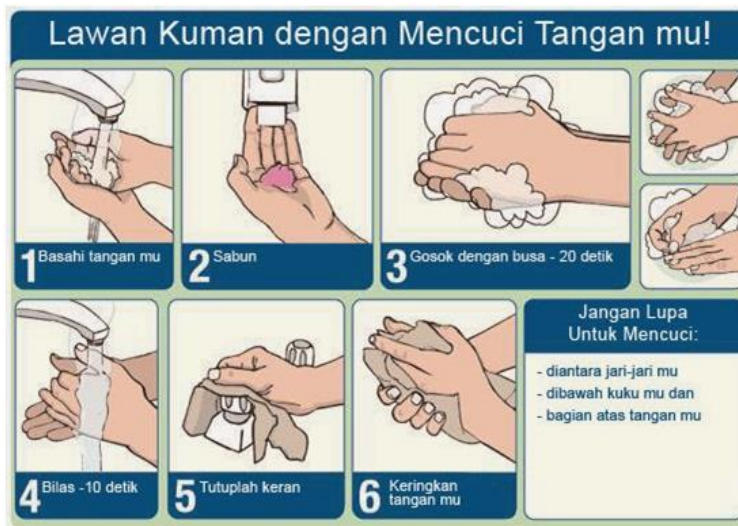 Lawan Kuman dengan Mencuci Tangan mu!
1 Basahi tangan mu
2 Sabun
3 Gosok dengan busa - 20 detik
4 Bilas -10 detik
5 Tutuplah keran
6 Keringkan
tangan mu
Jangan Lupa
Untuk Mencuci:
- diantara jari-jari mu
- dibawah kuku mu dan
- bagian atas tangan mu